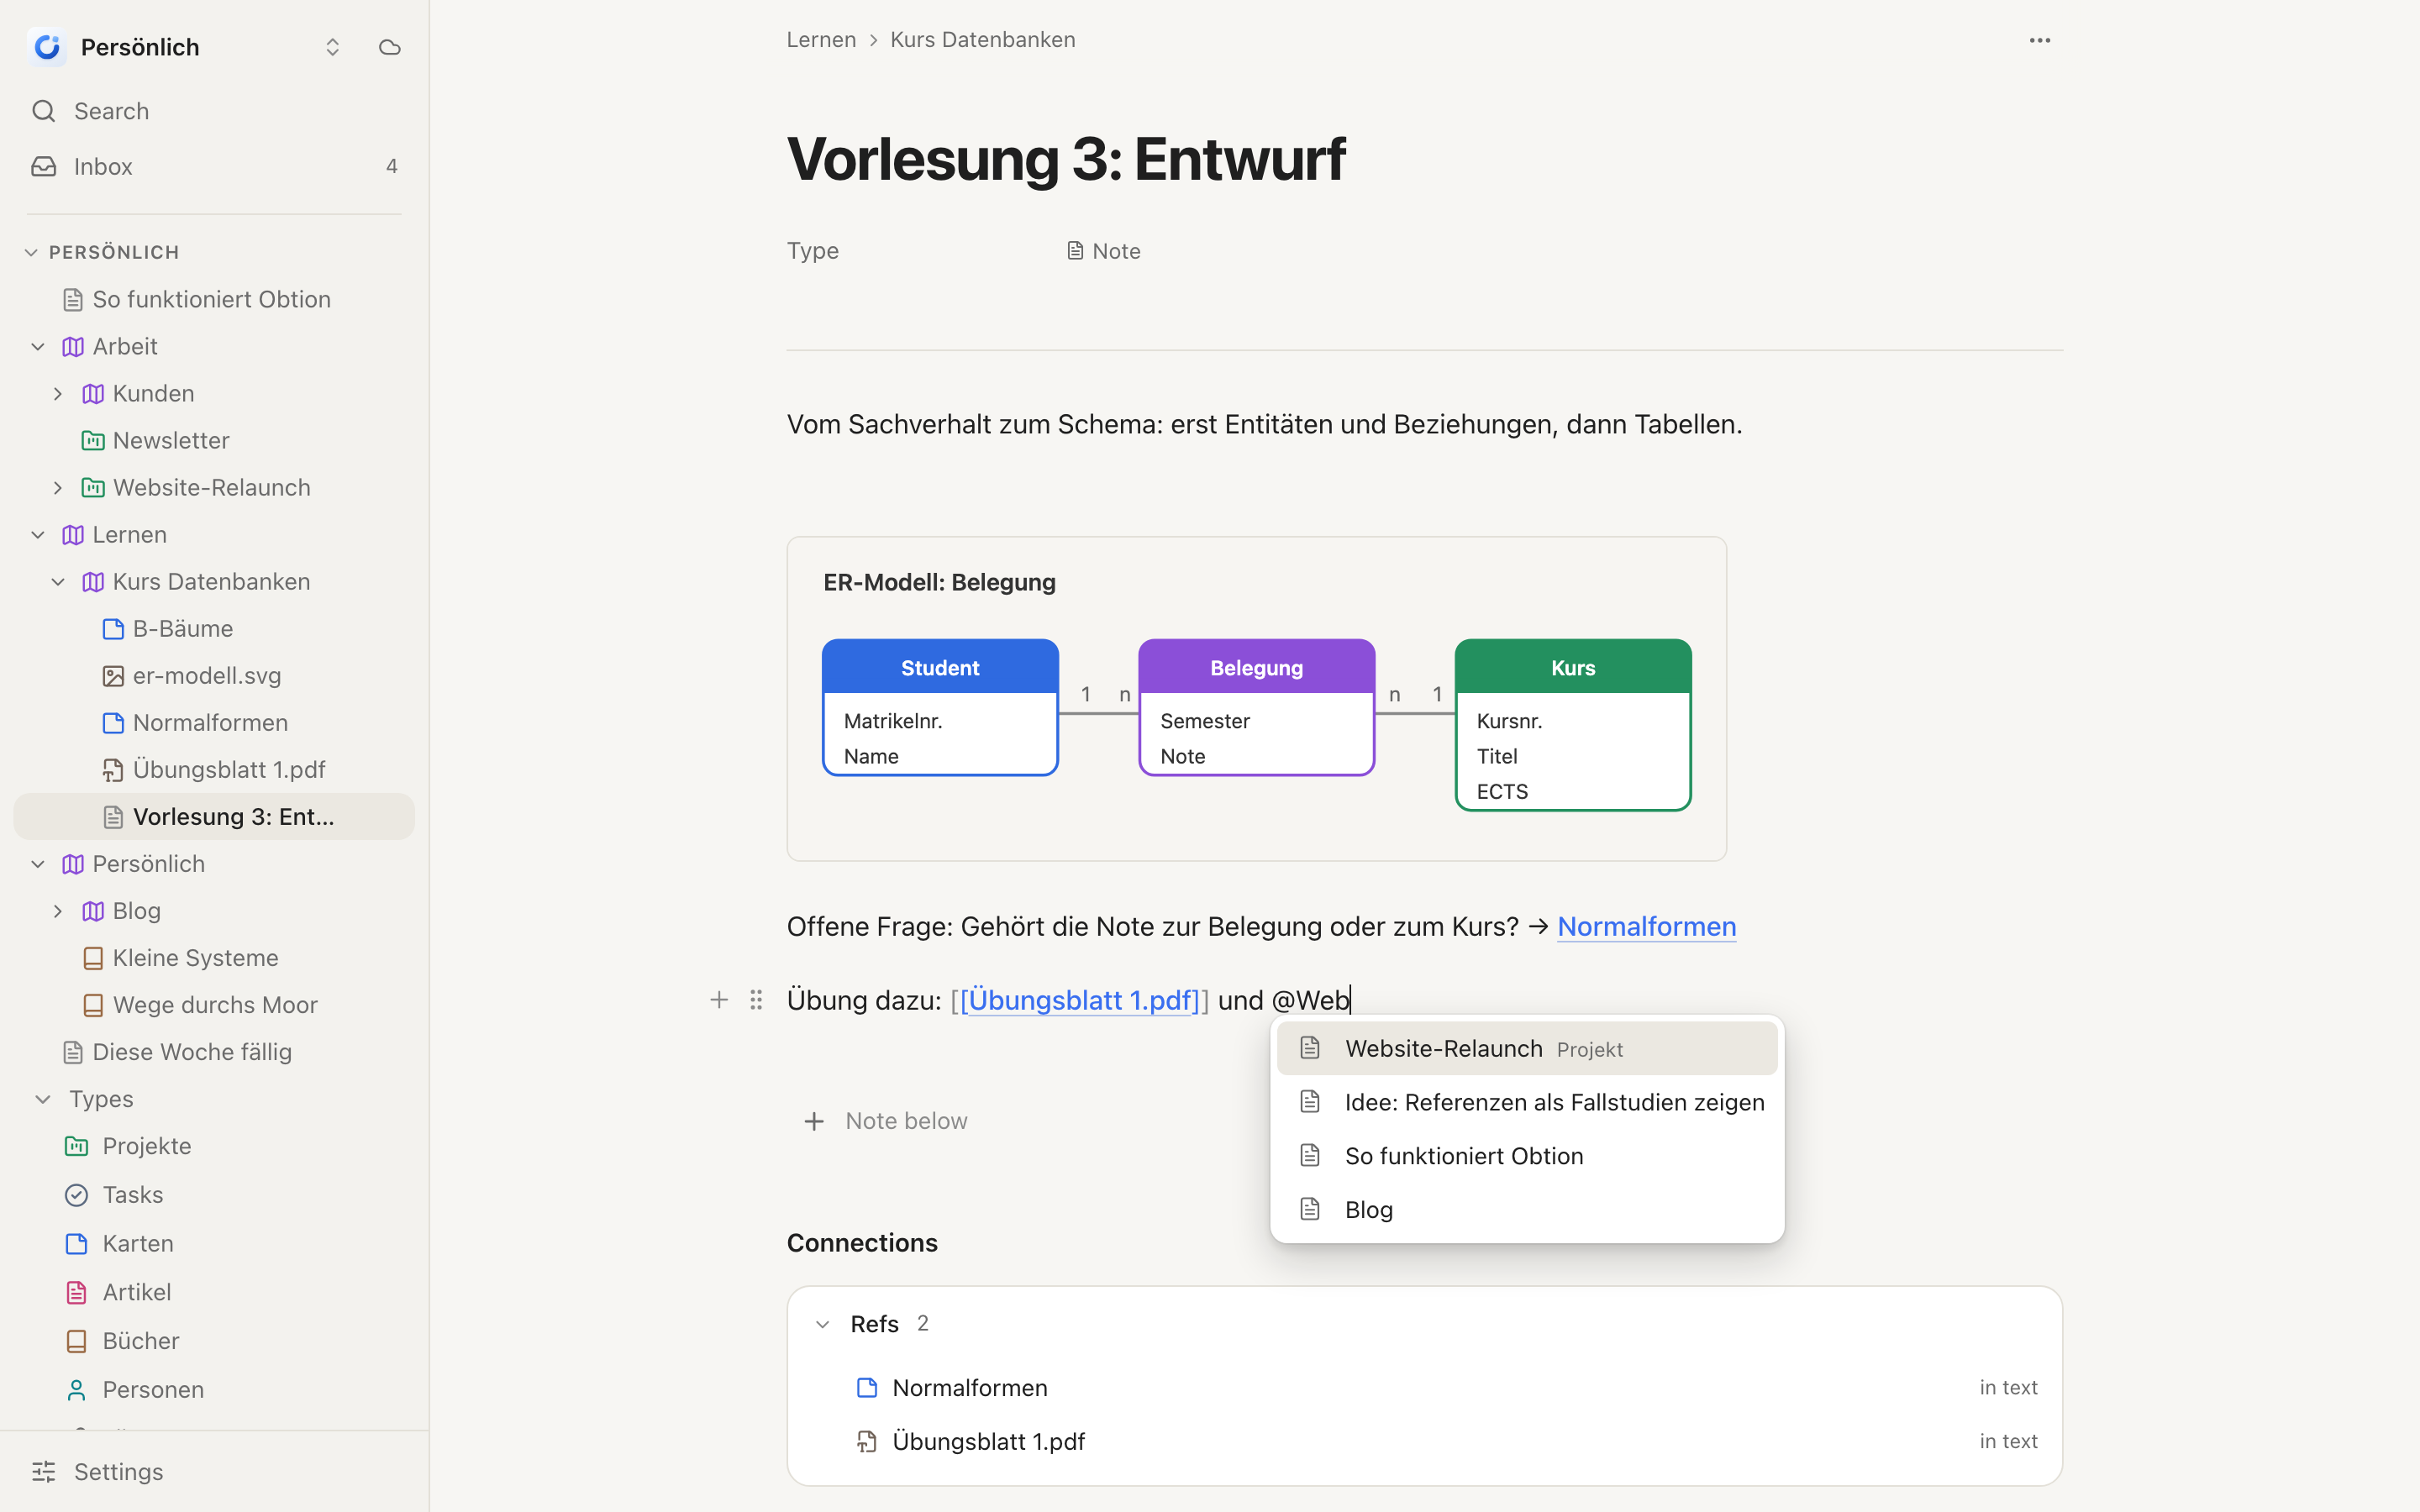 Persönlich
Search
Inbox 4
PERSÖNLICH
So funktioniert Obtion
Arbeit
Kunden
Newsletter
Website-Relaunch
Lernen
Kurs Datenbanken
B-Bäume
er-modell.svg
Normalformen
Übungsblatt 1.pdf
Vorlesung 3: Ent...
Persönlich
Blog
Kleine Systeme
Wege durchs Moor
Diese Woche fällig
Types
Projekte
Tasks
Karten
Artikel
Bücher
Personen
Settings
Lernen > Kurs Datenbanken
Vorlesung 3: Entwurf
Type Note
Vom Sachverhalt zum Schema: erst Entitäten und Beziehungen, dann Tabellen.
ER-Modell: Belegung
Student
Matrikelnr.
Name
1 n
Belegung
Semester
Note
n 1
Kurs
Kursnr.
Titel
ECTS
Offene Frage: Gehört die Note zur Belegung oder zum Kurs? → Normalformen
Übung dazu: [[Übungsblatt 1.pdf]] und @Web
Website-Relaunch Projekt
Idee: Referenzen als Fallstudien zeigen
So funktioniert Obtion
Blog
Note below
Connections
Refs 2
Normalformen in text
Übungsblatt 1.pdf in text